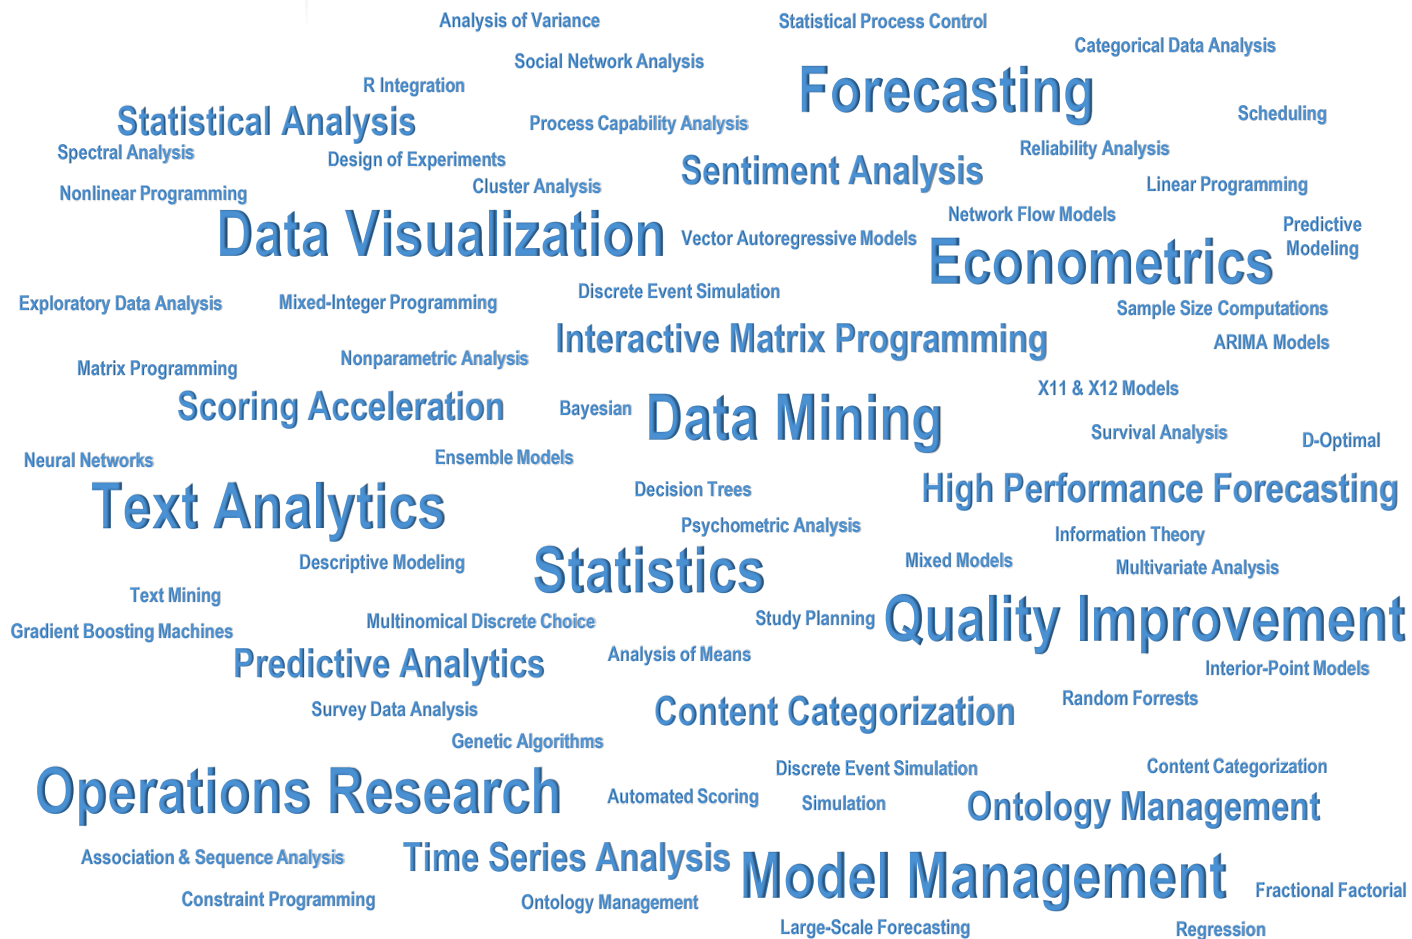 Analysis of Variance
Statistical Process Control
Categorical Data Analysis
Social Network Analysis
R Integration
Forecasting
Statistical Analysis
Process Capability Analysis
Scheduling
Spectral Analysis
Design of Experiments
Sentiment Analysis
Reliability Analysis
Nonlinear Programming
Cluster Analysis
Linear Programming
Data Visualization
Vector Autoregressive Models
Network Flow Models
Predictive
Modeling
Econometrics
Exploratory Data Analysis
Mixed-Integer Programming
Discrete Event Simulation
Sample Size Computations
Interactive Matrix Programming
ARIMA Models
Matrix Programming
Nonparametric Analysis
X11 & X12 Models
Scoring Acceleration
Bayesian
Data Mining
Survival Analysis
D-Optimal
Neural Networks
Ensemble Models
Decision Trees
High Performance Forecasting
Text Analytics
Psychometric Analysis
Information Theory
Descriptive Modeling
Statistics
Mixed Models
Multivariate Analysis
Text Mining
Gradient Boosting Machines
Multinomical Discrete Choice
Study Planning
Quality Improvement
Predictive Analytics
Analysis of Means
Interior-Point Models
Survey Data Analysis
Content Categorization
Random Forrests
Genetic Algorithms
Operations Research
Discrete Event Simulation
Content Categorization
Automated Scoring
Simulation
Ontology Management
Association & Sequence Analysis
Time Series Analysis
Model Management
Constraint Programming
Ontology Management
Fractional Factorial
Large-Scale Forecasting
Regression